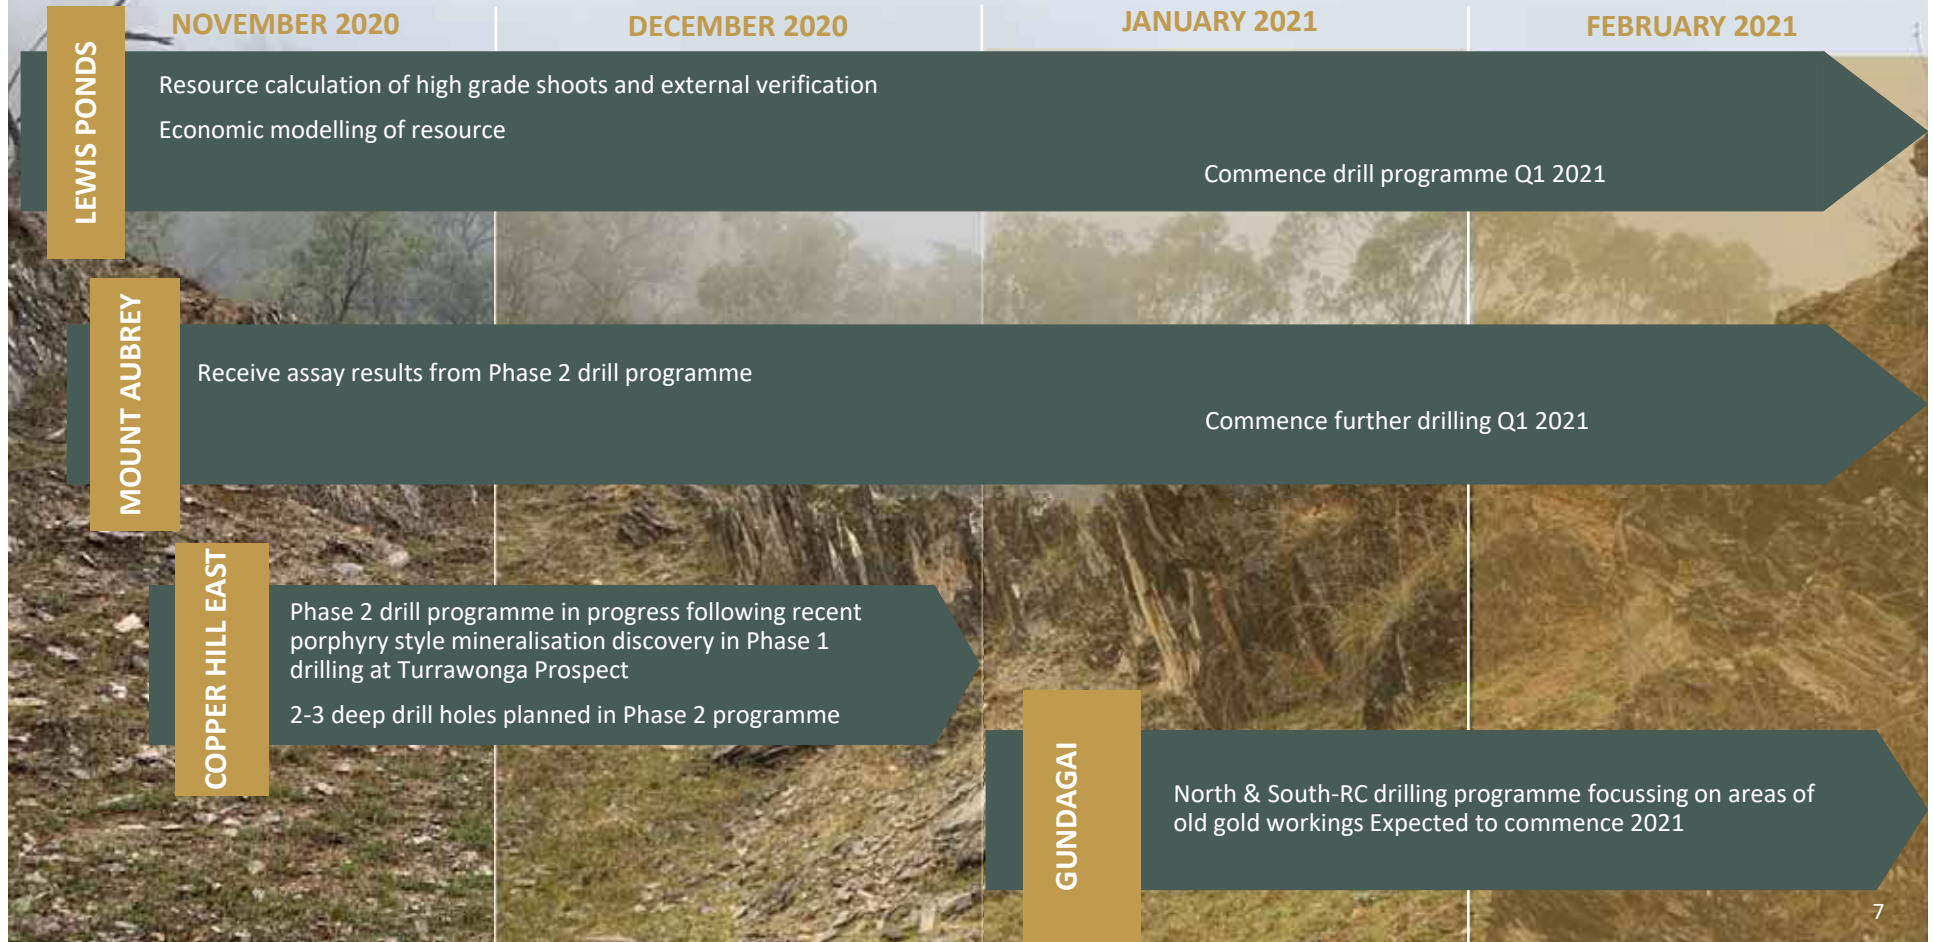 NOVEMBER 2020
DECEMBER 2020
JANUARY 2021
FEBRUARY 2021
LEWIS PONDS
Resource calculation of high grade shoots and external verification
Economic modelling of resource
Commence drill programme Q1 2021
MOUNT AUBREY
Receive assay results from Phase 2 drill programme
Commence further drilling Q1 2021
COPPER HILL EAST
Phase 2 drill programme in progress following recent
porphyry style mineralisation discovery in Phase 1
drilling at Turrawonga Prospect
2-3 deep drill holes planned in Phase 2 programme
GUNDAGAI
North & South-RC drilling programme focussing on areas of
old gold workings Expected to commence 2021
7